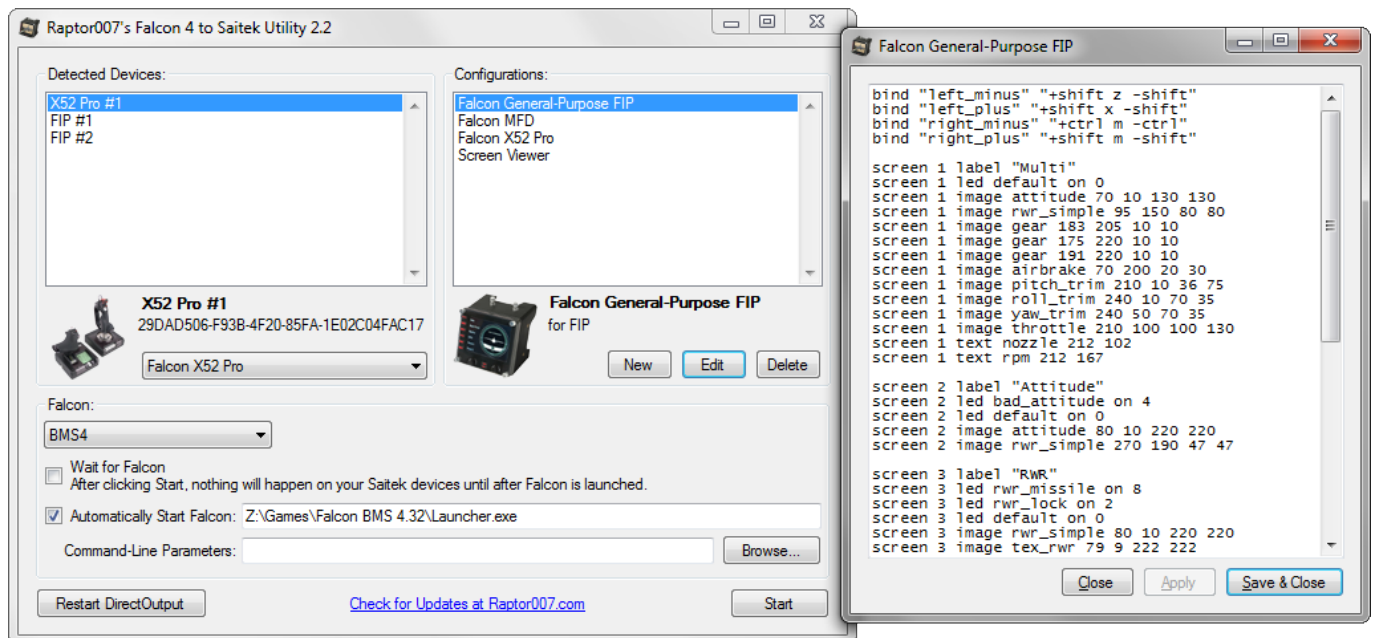 Raptor007's Falcon 4 to Saitek Utility 2.2
Detected Devices:
X52 Pro #1
FIP #1
FIP #2
X52 Pro #1
29DAD506-F93B-4F20-85FA-1E02C04FAC17
Falcon X52 Pro
Configurations:
Falcon General-Purpose FIP
Falcon MFD
Falcon X52 Pro
Screen Viewer
Falcon General-Purpose FIP
for FIP
New Edit Delete
Falcon:
BMS4
Wait for Falcon
After clicking Start, nothing will happen on your Saitek devices until after Falcon is launched.
Automatically Start Falcon: Z:\Games\Falcon BMS 4.32\Launcher.exe
Command-Line Parameters: Browse...
Restart DirectOutput Check for Updates at Raptor007.com Start
Falcon General-Purpose FIP
bind "left_minus" "+shift z -shift"
bind "left_plus" "+shift x -shift"
bind "right_minus" "+ctrl m -ctrl"
bind "right_plus" "+shift m -shift"
screen 1 label "Multi"
screen 1 led default on 0
screen 1 image attitude 70 10 130 130
screen 1 image rwr_simple 95 150 80 80
screen 1 image gear 183 205 10 10
screen 1 image gear 175 220 10 10
screen 1 image gear 191 220 10 10
screen 1 image airbrake 70 200 20 30
screen 1 image pitch_trim 210 10 36 75
screen 1 image roll_trim 240 10 70 35
screen 1 image yaw_trim 240 50 70 35
screen 1 image throttle 210 100 100 130
screen 1 text nozzle 212 102
screen 1 text rpm 212 167
screen 2 label "Attitude"
screen 2 led bad_attitude on 4
screen 2 led default on 0
screen 2 image attitude 80 10 220 220
screen 2 image rwr_simple 270 190 47 47
screen 3 label "RWR"
screen 3 led rwr_missile on 8
screen 3 led rwr_lock on 2
screen 3 led default on 0
screen 3 image rwr_simple 80 10 220 220
screen 3 image tex_rwr 79 9 222 222
Close Apply Save & Close